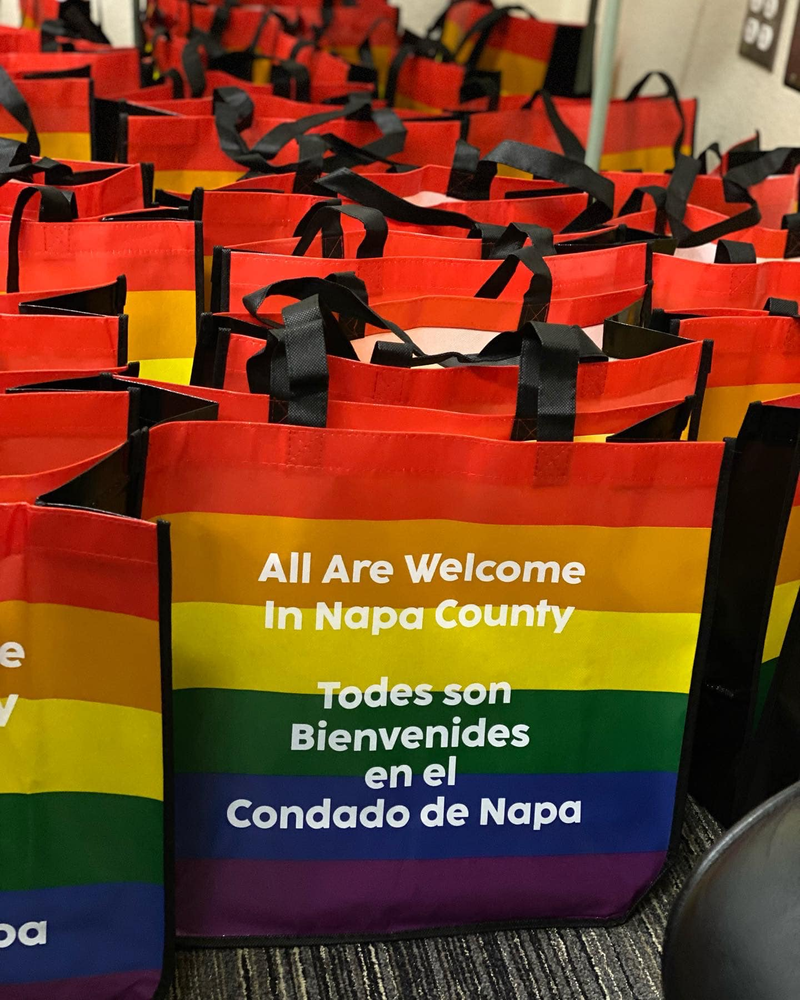 All Are Welcome
In Napa County
Todes son
Bienvenides
en el
Condado de Napa